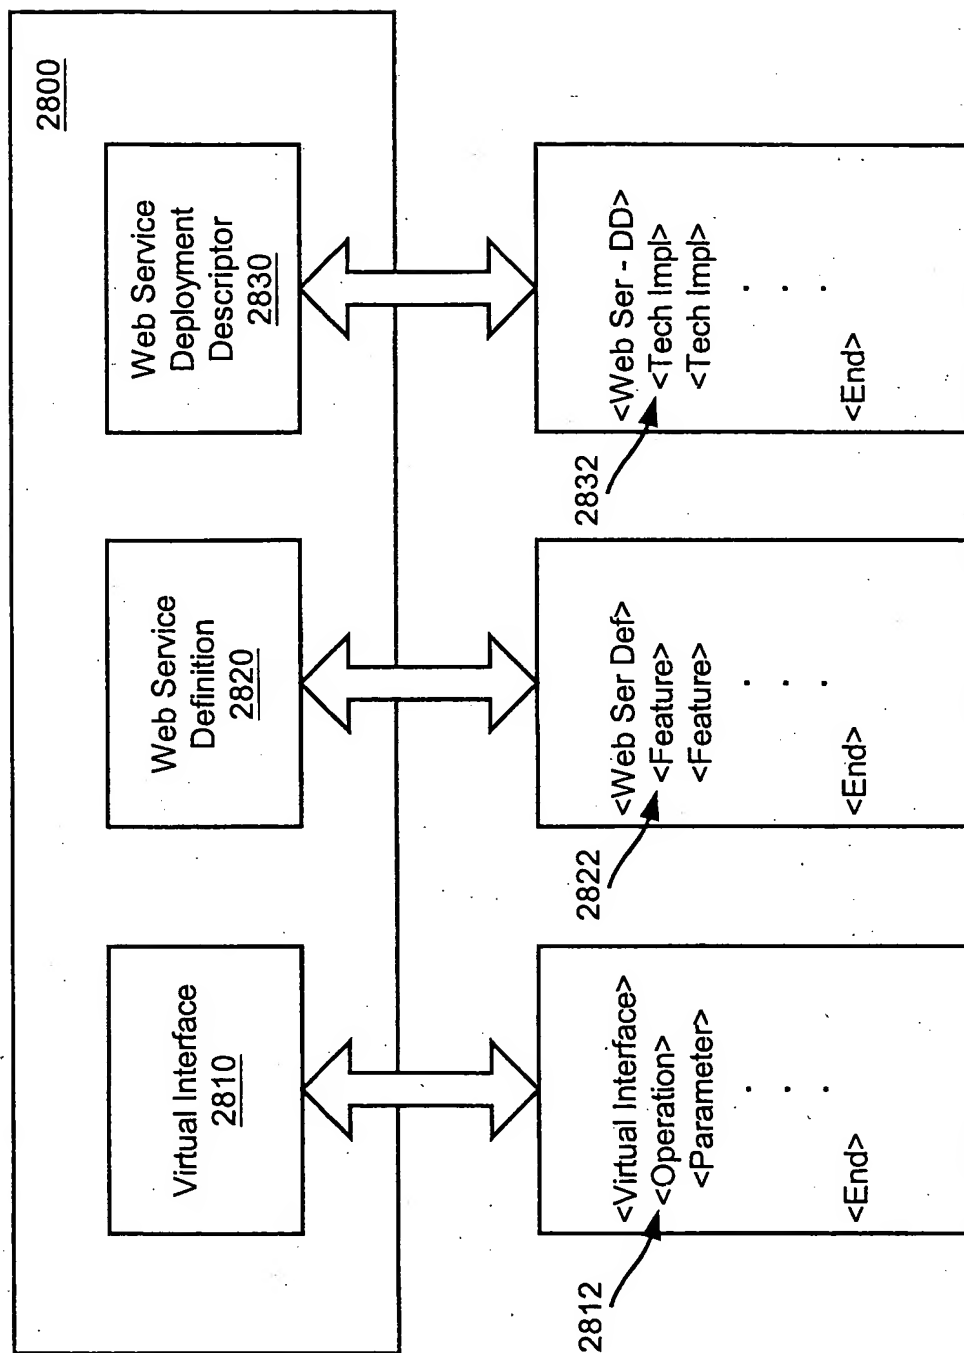 2800
Virtual Interface
2810
Web Service
Definition
2820
Web Service
Deployment
Descriptor
2830
2812
<Virtual Interface>
<Operation>
<Parameter>
. . .
<End>
2822
<Web Ser Def>
<Feature>
<Feature>
. . .
<End>
2832
<Web Ser - DD>
<Tech Impl>
<Tech Impl>
. . .
<End>